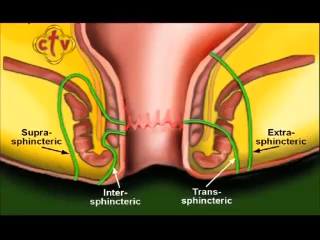 ctv
Supra-
sphincteric
Extra-
sphincteric
Inter-
sphincteric
Trans-
sphincteric